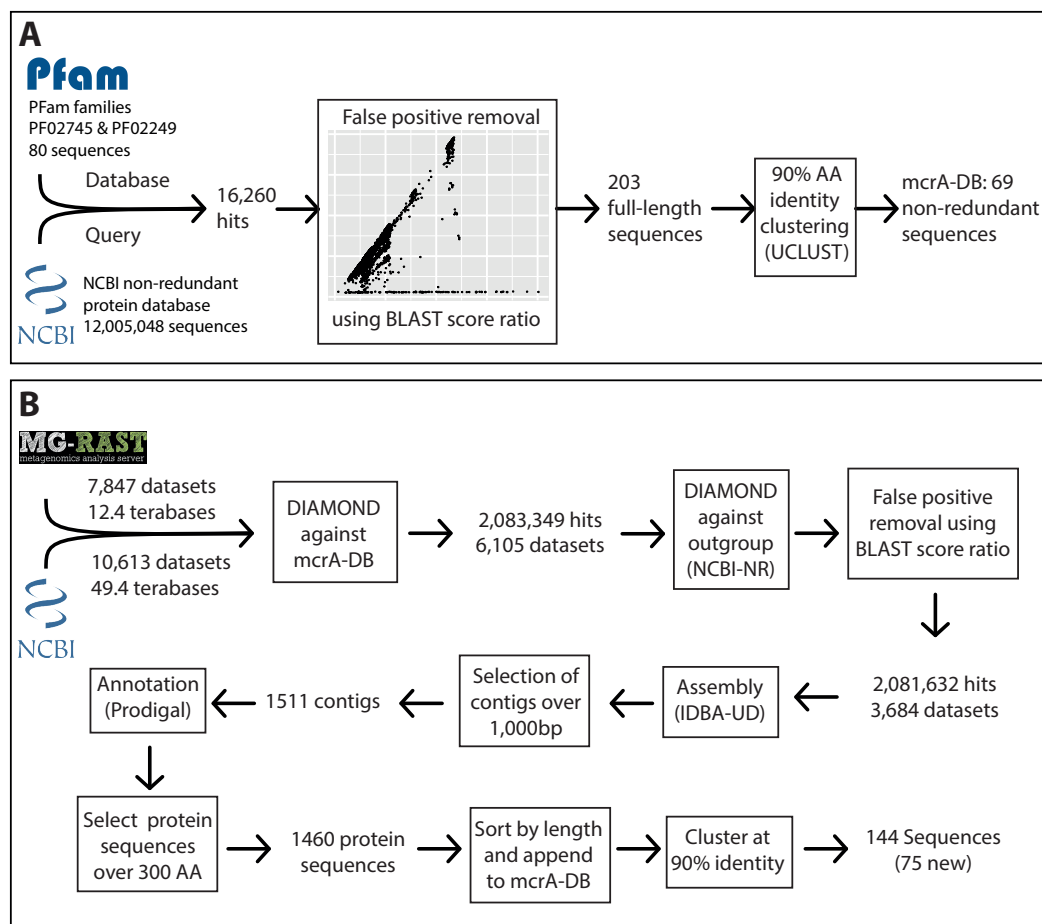 A
Pfam
PFam families
PF02745 & PF02249
80 sequences
Database
Query
NCBI
NCBI non-redundant
protein database
12,005,048 sequences
16,260
hits
False positive removal
using BLAST score ratio
203
full-length
sequences
90% AA
identity
clustering
(UCLUST)
mcrA-DB: 69
non-redundant
sequences
B
MG-RAST
metagenomics analysis server
7,847 datasets
12.4 terabases
10,613 datasets
49.4 terabases
NCBI
DIAMOND
against
mcrA-DB
2,083,349 hits
6,105 datasets
DIAMOND
against
outgroup
(NCBI-NR)
False positive
removal using
BLAST score ratio
2,081,632 hits
3,684 datasets
Assembly
(IDBA-UD)
Selection of
contigs over
1,000bp
1511 contigs
Annotation
(Prodigal)
Select protein
sequences
over 300 AA
1460 protein
sequences
Sort by length
and append
to mcrA-DB
Cluster at
90% identity
144 Sequences
(75 new)